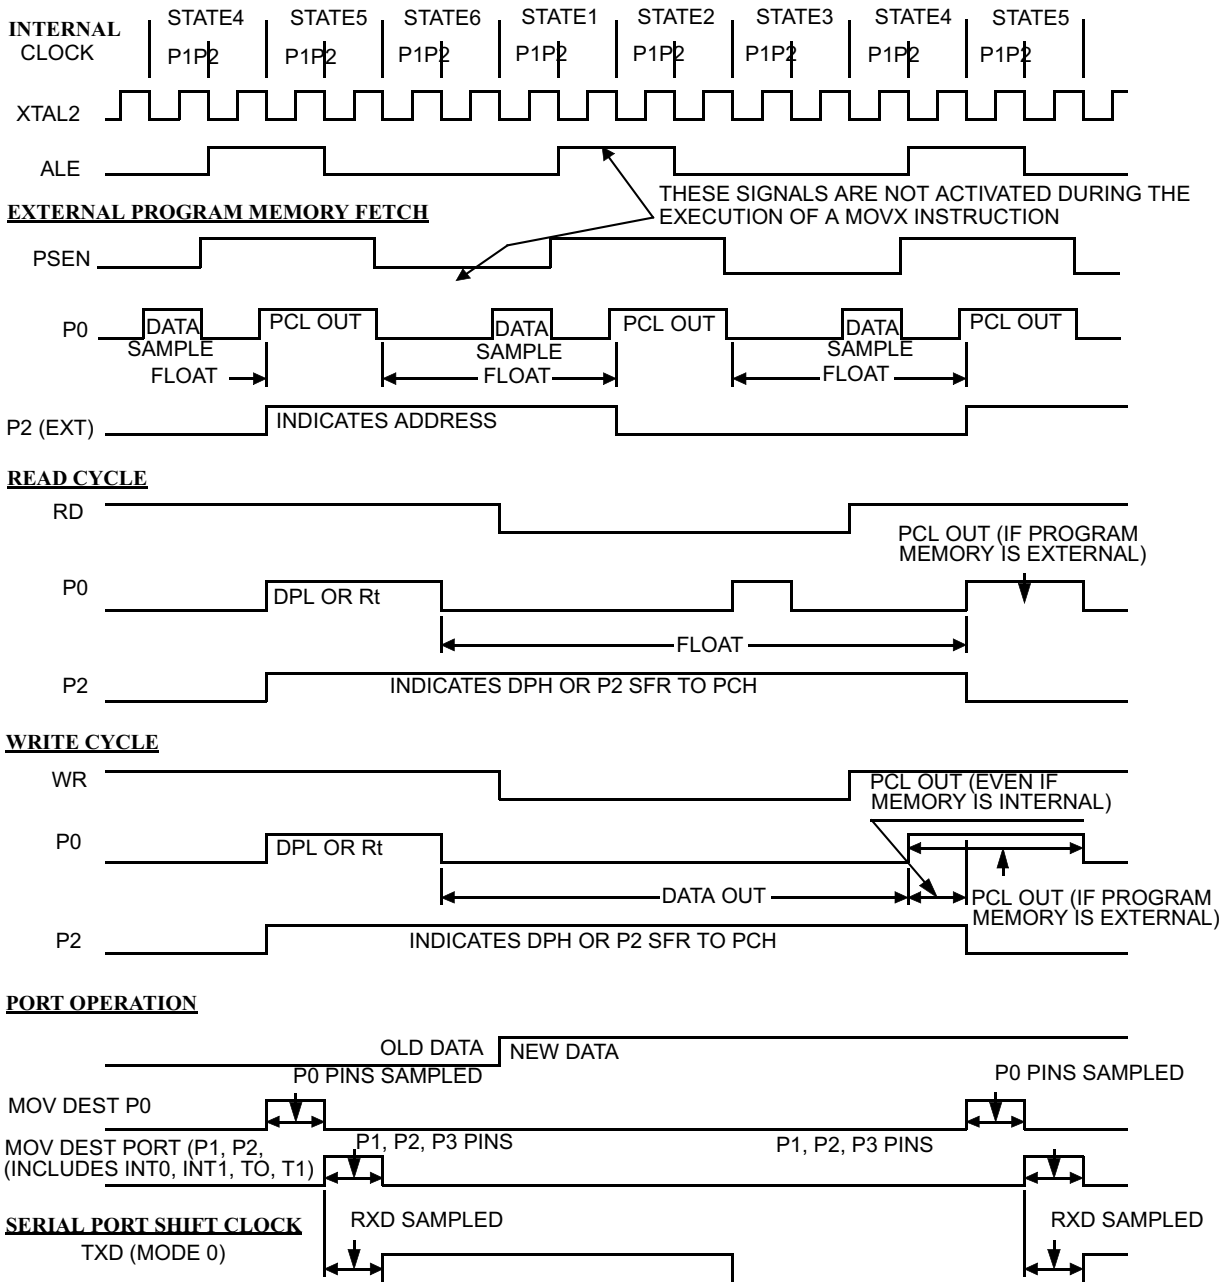 INTERNAL CLOCK
STATE4 STATE5 STATE6 STATE1 STATE2 STATE3 STATE4 STATE5
P1P2 P1P2 P1P2 P1P2 P1P2 P1P2 P1P2 P1P2
XTAL2
ALE
THESE SIGNALS ARE NOT ACTIVATED DURING THE
EXECUTION OF A MOVX INSTRUCTION
EXTERNAL PROGRAM MEMORY FETCH
PSEN
P0
DATA PCL OUT DATA PCL OUT DATA PCL OUT
SAMPLE SAMPLE SAMPLE
FLOAT FLOAT FLOAT
P2 (EXT)
INDICATES ADDRESS
READ CYCLE
RD
PCL OUT (IF PROGRAM
MEMORY IS EXTERNAL)
P0
DPL OR Rt
FLOAT
P2
INDICATES DPH OR P2 SFR TO PCH
WRITE CYCLE
WR
PCL OUT (EVEN IF
MEMORY IS INTERNAL)
P0
DPL OR Rt
DATA OUT
PCL OUT (IF PROGRAM
MEMORY IS EXTERNAL)
P2
INDICATES DPH OR P2 SFR TO PCH
PORT OPERATION
OLD DATA NEW DATA
P0 PINS SAMPLED P0 PINS SAMPLED
MOV DEST P0
MOV DEST PORT (P1, P2,
(INCLUDES INT0, INT1, TO, T1)
P1, P2, P3 PINS P1, P2, P3 PINS
SERIAL PORT SHIFT CLOCK
TXD (MODE 0)
RXD SAMPLED RXD SAMPLED